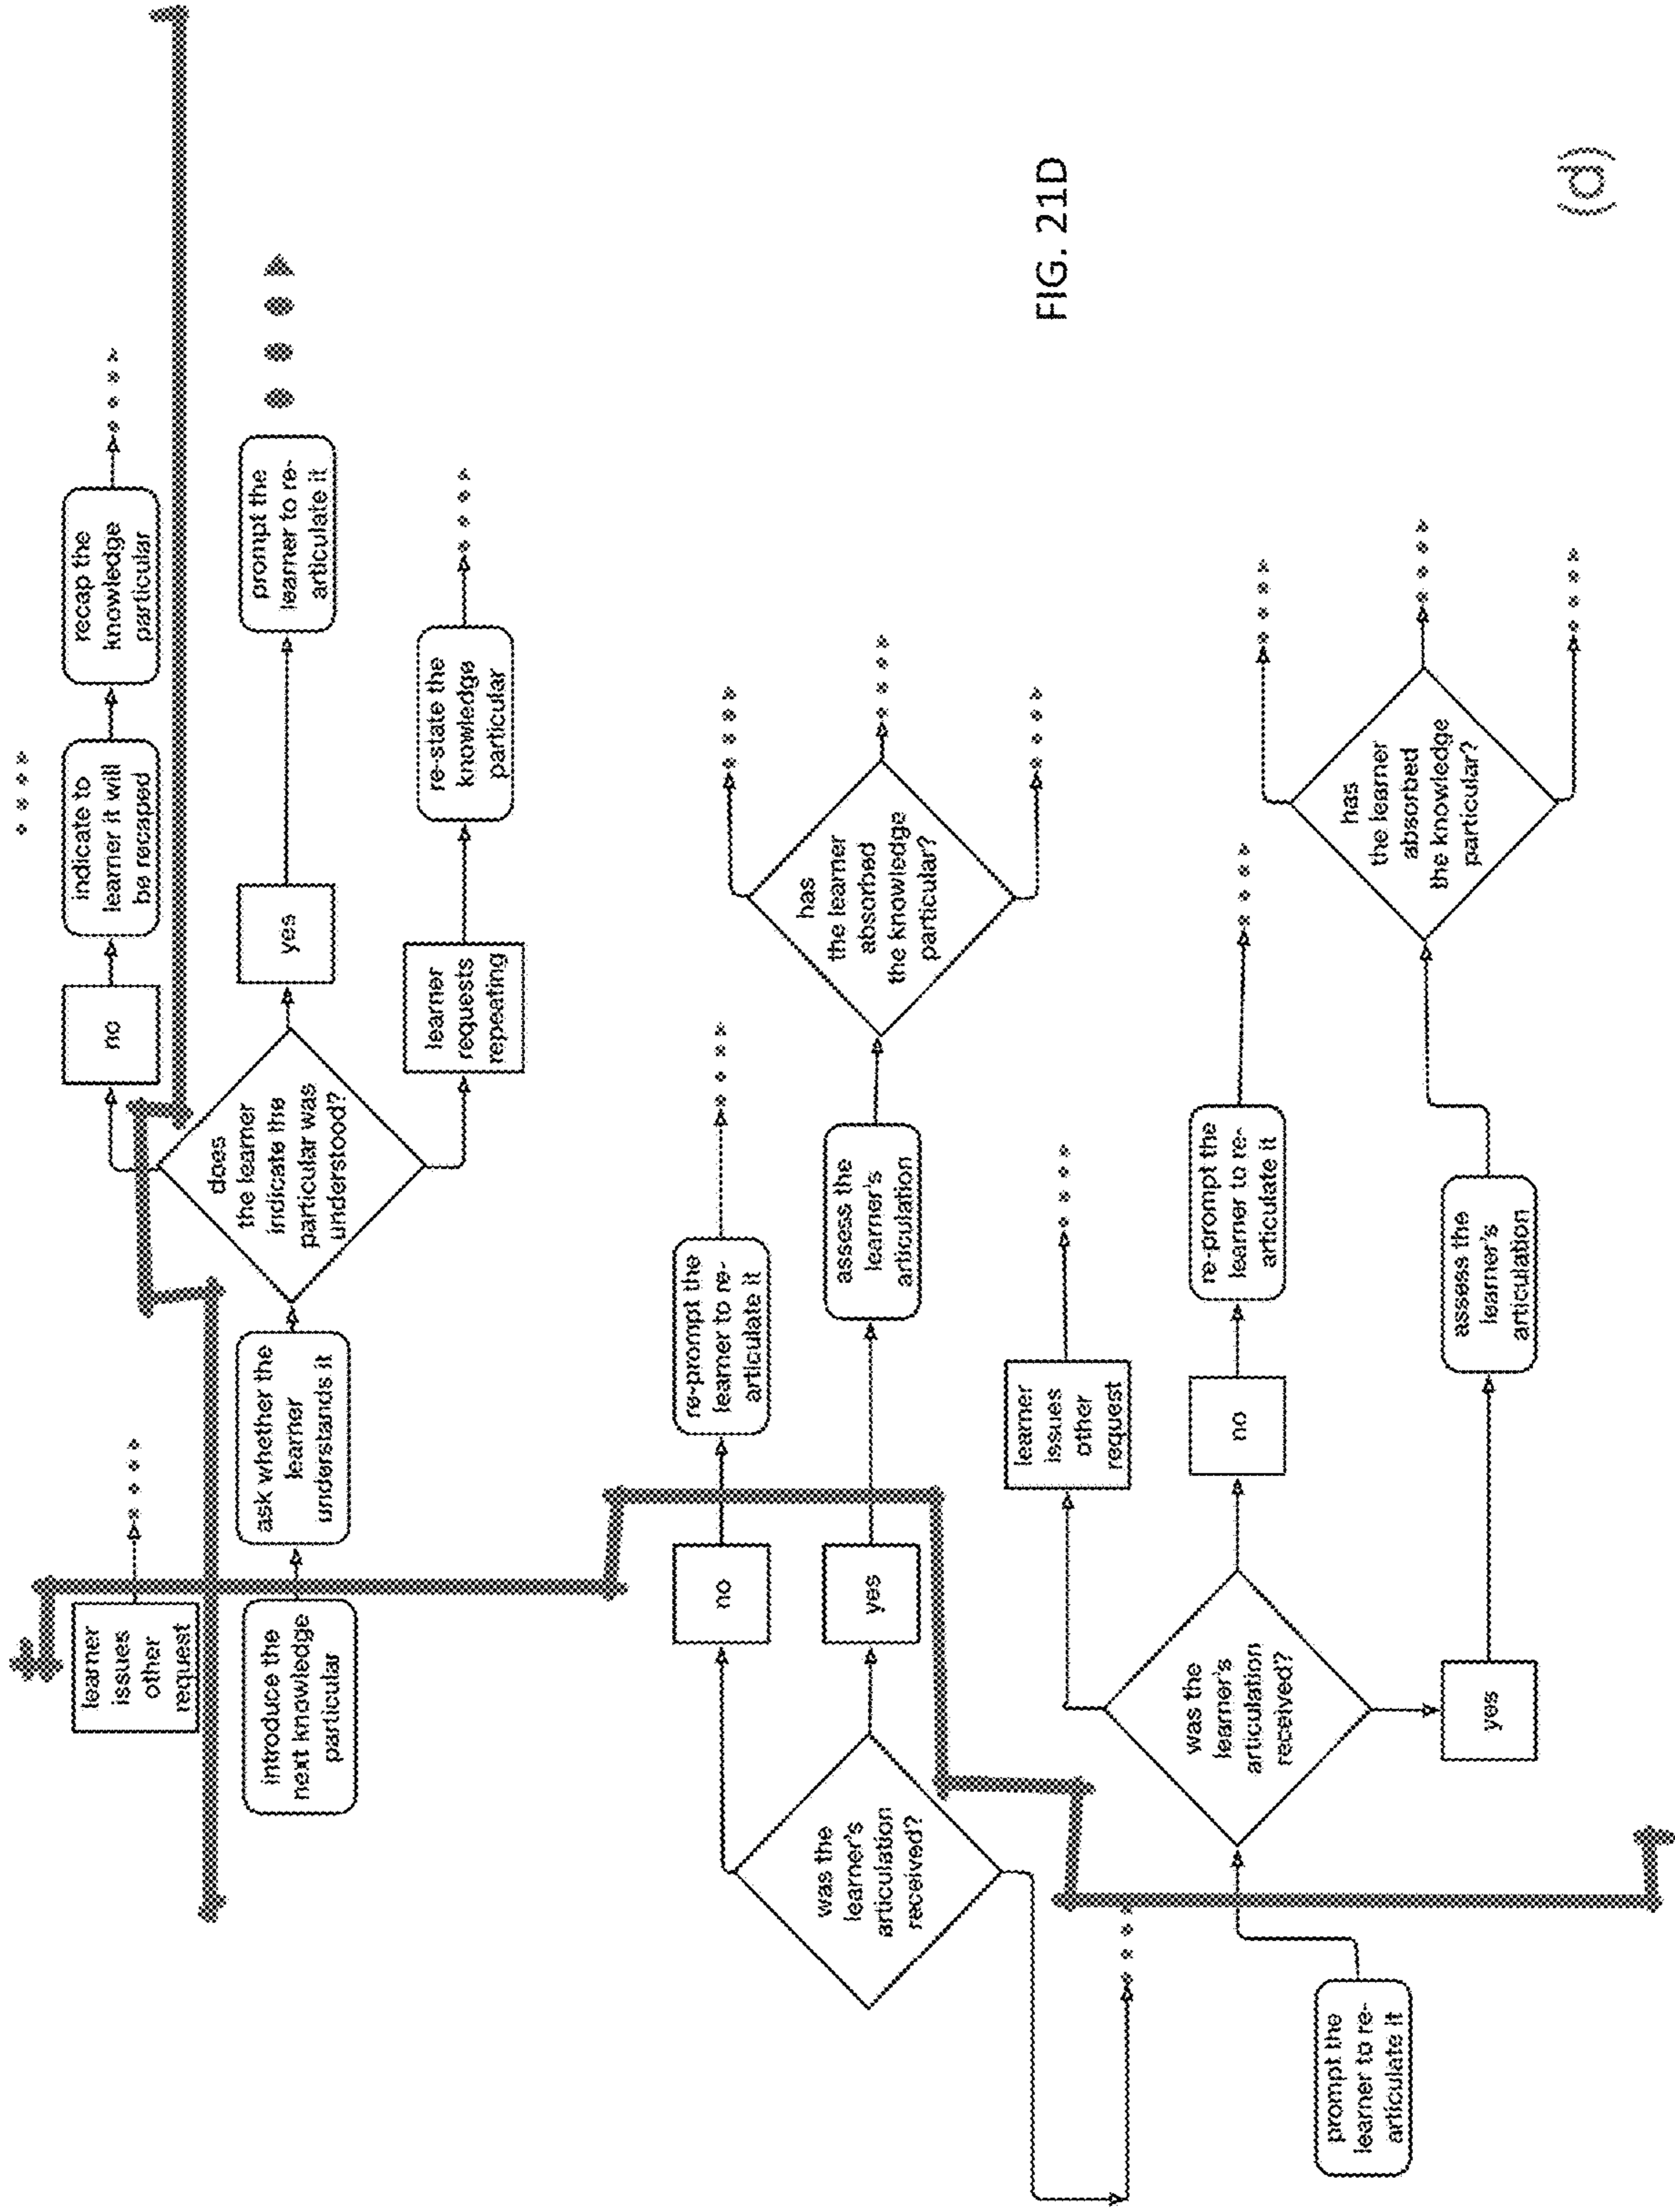 learner
issues
other
request
no
indicate to
learner it will
be recaped
recap the
knowledge
particular
introduce the
next knowledge
particular
ask whether the
learner
understands it
does
the learner
indicate the
particular was
understood?
yes
prompt the
learner to re-
articulate it
learner
requests
repeating
re-state the
knowledge
particular
no
re-prompt the
learner to re-
articulate it
was the
learner's
articulation
received?
yes
assess the
learner's
articulation
has
the learner
absorbed
the knowledge
particular?
learner
issues
other
request
FIG. 21D
prompt the
learner to re-
articulate it
was the
learner's
articulation
received?
no
re-prompt the
learner to re-
articulate it
yes
assess the
learner's
articulation
has
the learner
absorbed
the knowledge
particular?
(d)